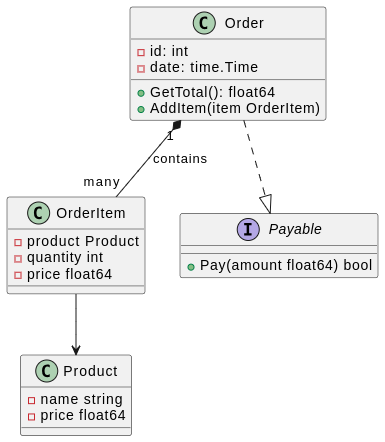 C Order
id: int
date: time.Time
GetTotal(): float64
AddItem(item OrderItem)
1
contains
many
C OrderItem
product Product
quantity int
price float64
I Payable
Pay(amount float64) bool
C Product
name string
price float64